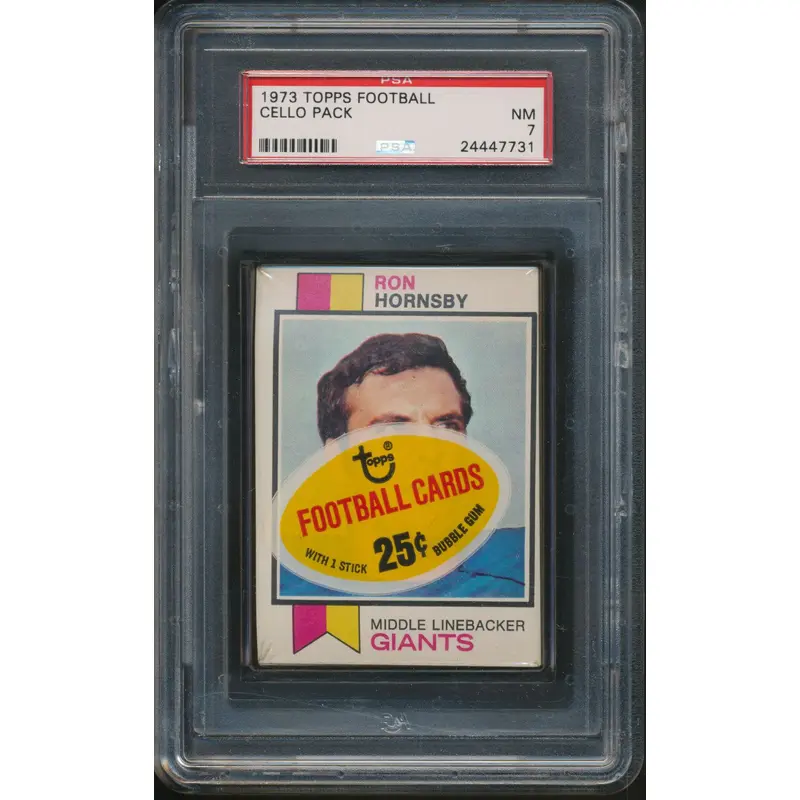 PSA
1973 TOPPS FOOTBALL
CELLO PACK
NM
7
PSA
24447731
RON
HORNSBY
topps®
FOOTBALL CARDS
WITH 1 STICK 25¢ BUBBLE GUM
MIDDLE LINEBACKER
GIANTS